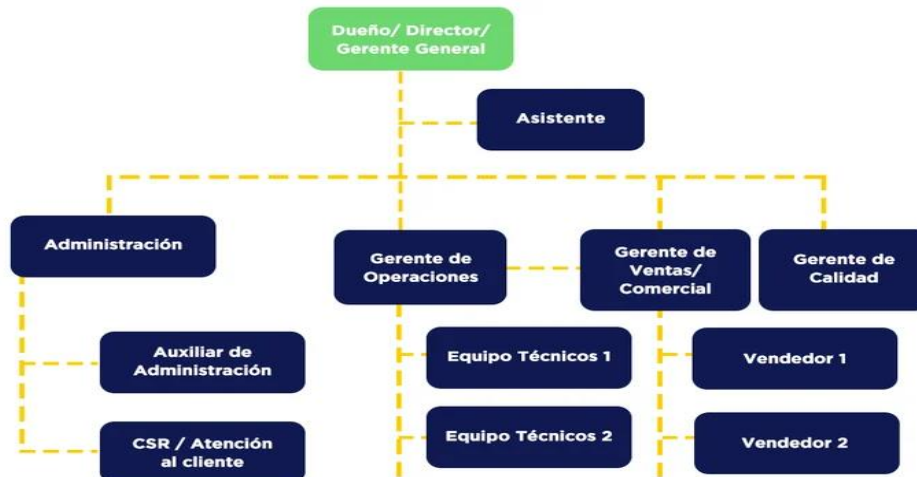 Dueño/ Director/
Gerente General
Asistente
Administración
Gerente de
Operaciones
Gerente de
Ventas/
Comercial
Gerente de
Calidad
Auxiliar de
Administración
Equipo Técnicos 1
Vendedor 1
CSR / Atención
al cliente
Equipo Técnicos 2
Vendedor 2